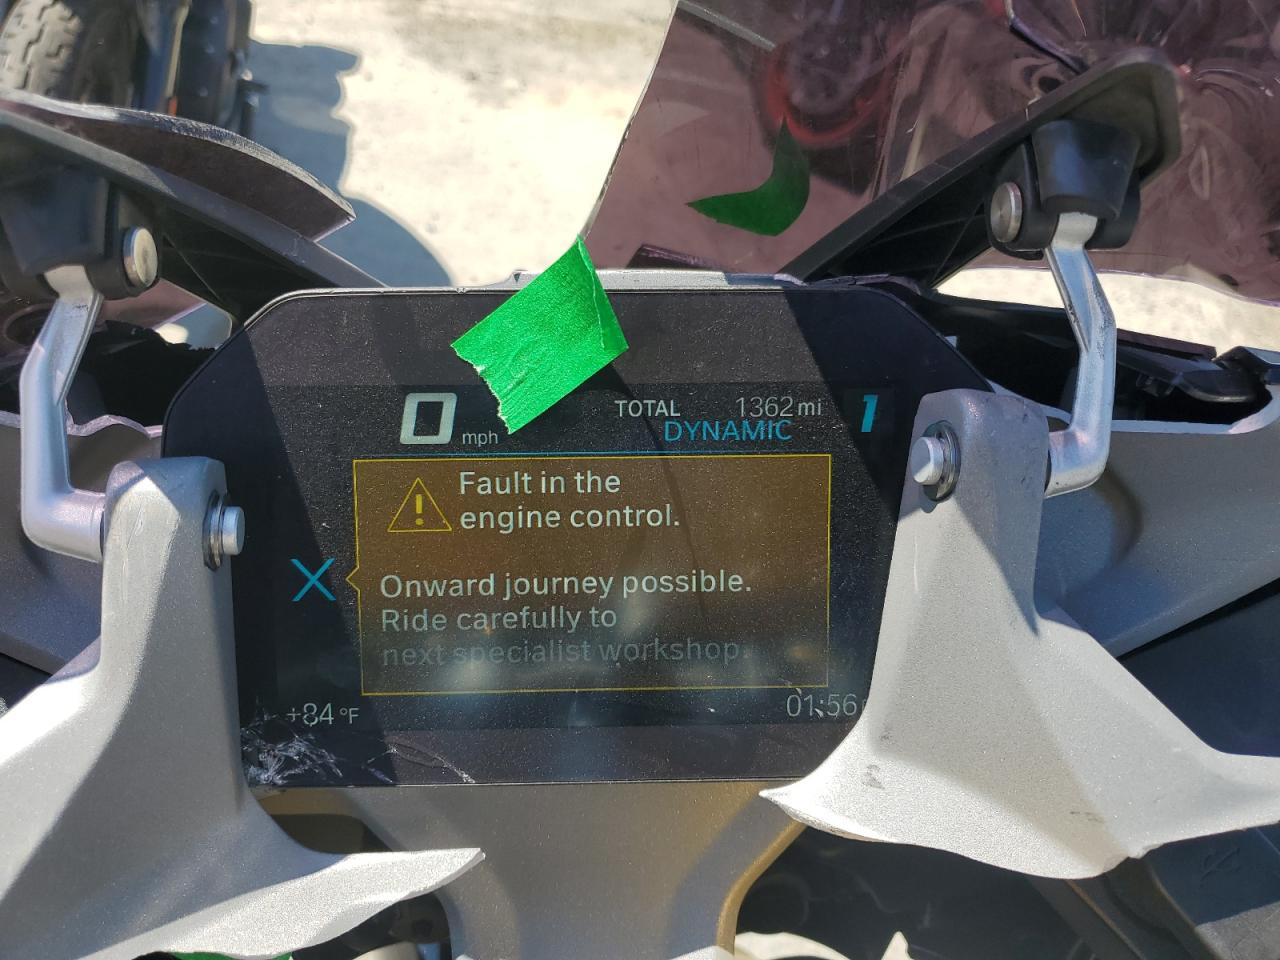 0 mph TOTAL 1362 mi 1
DYNAMIC
Fault in the
engine control.
Onward journey possible.
Ride carefully to
next specialist workshop.
+84 °F 01:56